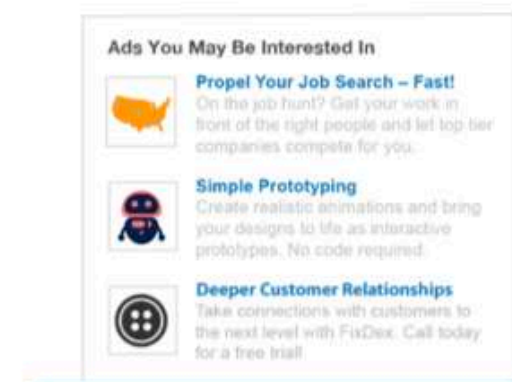 Ads You May Be Interested In
Propel Your Job Search – Fast!
On the job hunt? Get your work in
front of the right people and let top tier
companies compete for you.
Simple Prototyping
Create realistic animations and bring
your designs to life as interactive
prototypes. No code required.
Deeper Customer Relationships
Take connections with customers to
the next level with FixDex. Call today
for a free trial!